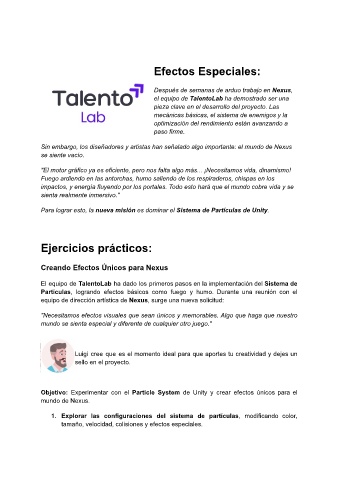 Efectos Especiales:
Talento
Lab
Después de semanas de arduo trabajo en Nexus,
el equipo de TalentoLab ha demostrado ser una
pieza clave en el desarrollo del proyecto. Las
mecánicas básicas, el sistema de enemigos y la
optimización del rendimiento están avanzando a
paso firme.
Sin embargo, los diseñadores y artistas han señalado algo importante: el mundo de Nexus
se siente vacío.
"El motor gráfico ya es eficiente, pero nos falta algo más... ¡Necesitamos vida, dinamismo!
Fuego ardiendo en las antorchas, humo saliendo de los respiraderos, chispas en los
impactos, y energía fluyendo por los portales. Todo esto hará que el mundo cobre vida y se
sienta realmente inmersivo."
Para lograr esto, la nueva misión es dominar el Sistema de Partículas de Unity.
Ejercicios prácticos:
Creando Efectos Únicos para Nexus
El equipo de TalentoLab ha dado los primeros pasos en la implementación del Sistema de
Partículas, logrando efectos básicos como fuego y humo. Durante una reunión con el
equipo de dirección artística de Nexus, surge una nueva solicitud:
"Necesitamos efectos visuales que sean únicos y memorables. Algo que haga que nuestro
mundo se sienta especial y diferente de cualquier otro juego."
Luigi cree que es el momento ideal para que aportes tu creatividad y dejes un
sello en el proyecto.
Objetivo: Experimentar con el Particle System de Unity y crear efectos únicos para el
mundo de Nexus.
1. Explorar las configuraciones del sistema de partículas, modificando color,
tamaño, velocidad, colisiones y efectos especiales.